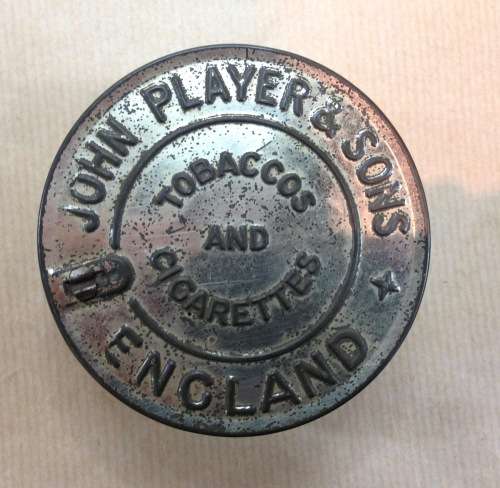 JOHN PLAYER & SONS
ENGLAND
TOBACCOS
AND
CIGARETTES